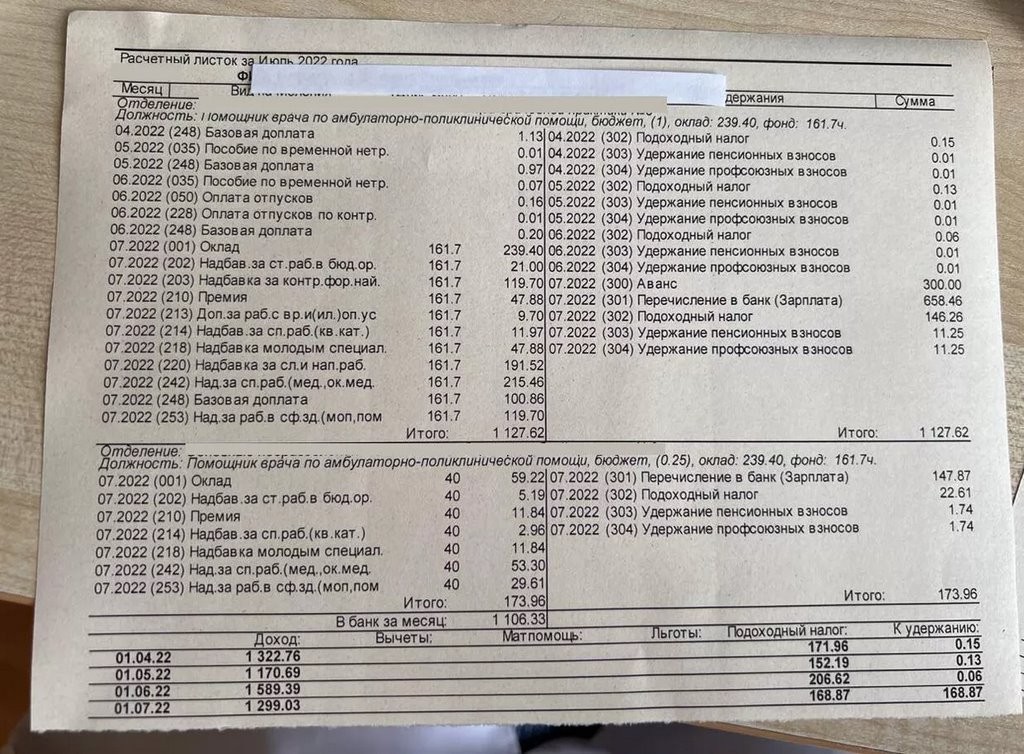 Расчетный листок за Июль 2022 года
Месяц Вид начисления держания Сумма
Отделение:
Должность: Помощник врача по амбулаторно-поликлинической помощи, бюджет, (1), оклад: 239.40, фонд: 161.7ч.
04.2022 (248) Базовая доплата 1.13 04.2022 (302) Подоходный налог 0.15
05.2022 (035) Пособие по временной нетр. 0.01 04.2022 (303) Удержание пенсионных взносов 0.01
05.2022 (248) Базовая доплата 0.97 04.2022 (304) Удержание профсоюзных взносов 0.01
06.2022 (035) Пособие по временной нетр. 0.07 05.2022 (302) Подоходный налог 0.13
06.2022 (050) Оплата отпусков 0.16 05.2022 (303) Удержание пенсионных взносов 0.01
06.2022 (228) Оплата отпусков по контр. 0.01 05.2022 (304) Удержание профсоюзных взносов 0.01
06.2022 (248) Базовая доплата 0.20 06.2022 (302) Подоходный налог 0.06
07.2022 (001) Оклад 161.7 239.40 06.2022 (303) Удержание пенсионных взносов 0.01
07.2022 (202) Надбав.за ст.раб.в бюд.ор. 161.7 21.00 06.2022 (304) Удержание профсоюзных взносов 0.01
07.2022 (203) Надбавка за контр.фор.най. 161.7 119.70 07.2022 (300) Аванс 300.00
07.2022 (210) Премия 161.7 47.88 07.2022 (301) Перечисление в банк (Зарплата) 658.46
07.2022 (213) Доп.за раб.с вр.и(ил.)оп.ус 161.7 9.70 07.2022 (302) Подоходный налог 146.26
07.2022 (214) Надбав.за сп.раб.(кв.кат.) 161.7 11.97 07.2022 (303) Удержание пенсионных взносов 11.25
07.2022 (218) Надбавка молодым специал. 161.7 47.88 07.2022 (304) Удержание профсоюзных взносов 11.25
07.2022 (220) Надбавка за сл.и нап.раб. 161.7 191.52
07.2022 (242) Над.за сп.раб.(мед.,ок.мед. 161.7 215.46
07.2022 (248) Базовая доплата 161.7 100.86
07.2022 (253) Над.за раб.в сф.зд.(моп,пом 161.7 119.70
Итого: 1 127.62 Итого: 1 127.62
Отделение:
Должность: Помощник врача по амбулаторно-поликлинической помощи, бюджет, (0.25), оклад: 239.40, фонд: 161.7ч.
07.2022 (001) Оклад 40 59.22 07.2022 (301) Перечисление в банк (Зарплата) 147.87
07.2022 (202) Надбав.за ст.раб.в бюд.ор. 40 5.19 07.2022 (302) Подоходный налог 22.61
07.2022 (210) Премия 40 11.84 07.2022 (303) Удержание пенсионных взносов 1.74
07.2022 (214) Надбав.за сп.раб.(кв.кат.) 40 2.96 07.2022 (304) Удержание профсоюзных взносов 1.74
07.2022 (218) Надбавка молодым специал. 40 11.84
07.2022 (242) Над.за сп.раб.(мед.,ок.мед. 40 53.30
07.2022 (253) Над.за раб.в сф.зд.(моп,пом 40 29.61
Итого: 173.96 Итого: 173.96
В банк за месяц: 1 106.33
Доход: Вычеты: Матпомощь: Льготы: Подоходный налог: К удержанию:
01.04.22 1 322.76 171.96 0.15
01.05.22 1 170.69 152.19 0.13
01.06.22 1 589.39 206.62 0.06
01.07.22 1 299.03 168.87 168.87